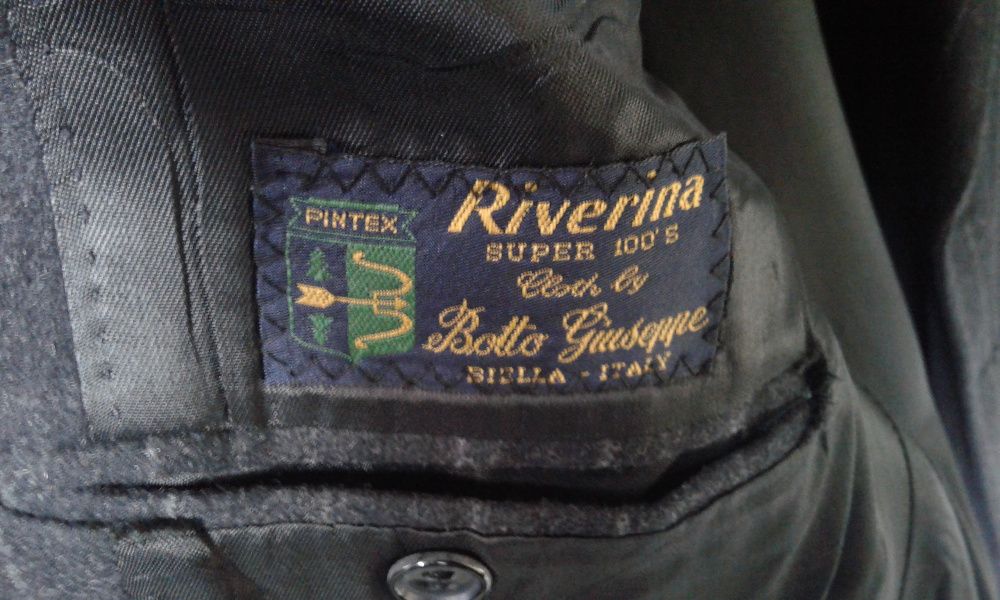 PINTEX
Riverina
SUPER 100'S
Cloth by
Botto Giuseppe
BIELLA - ITALY